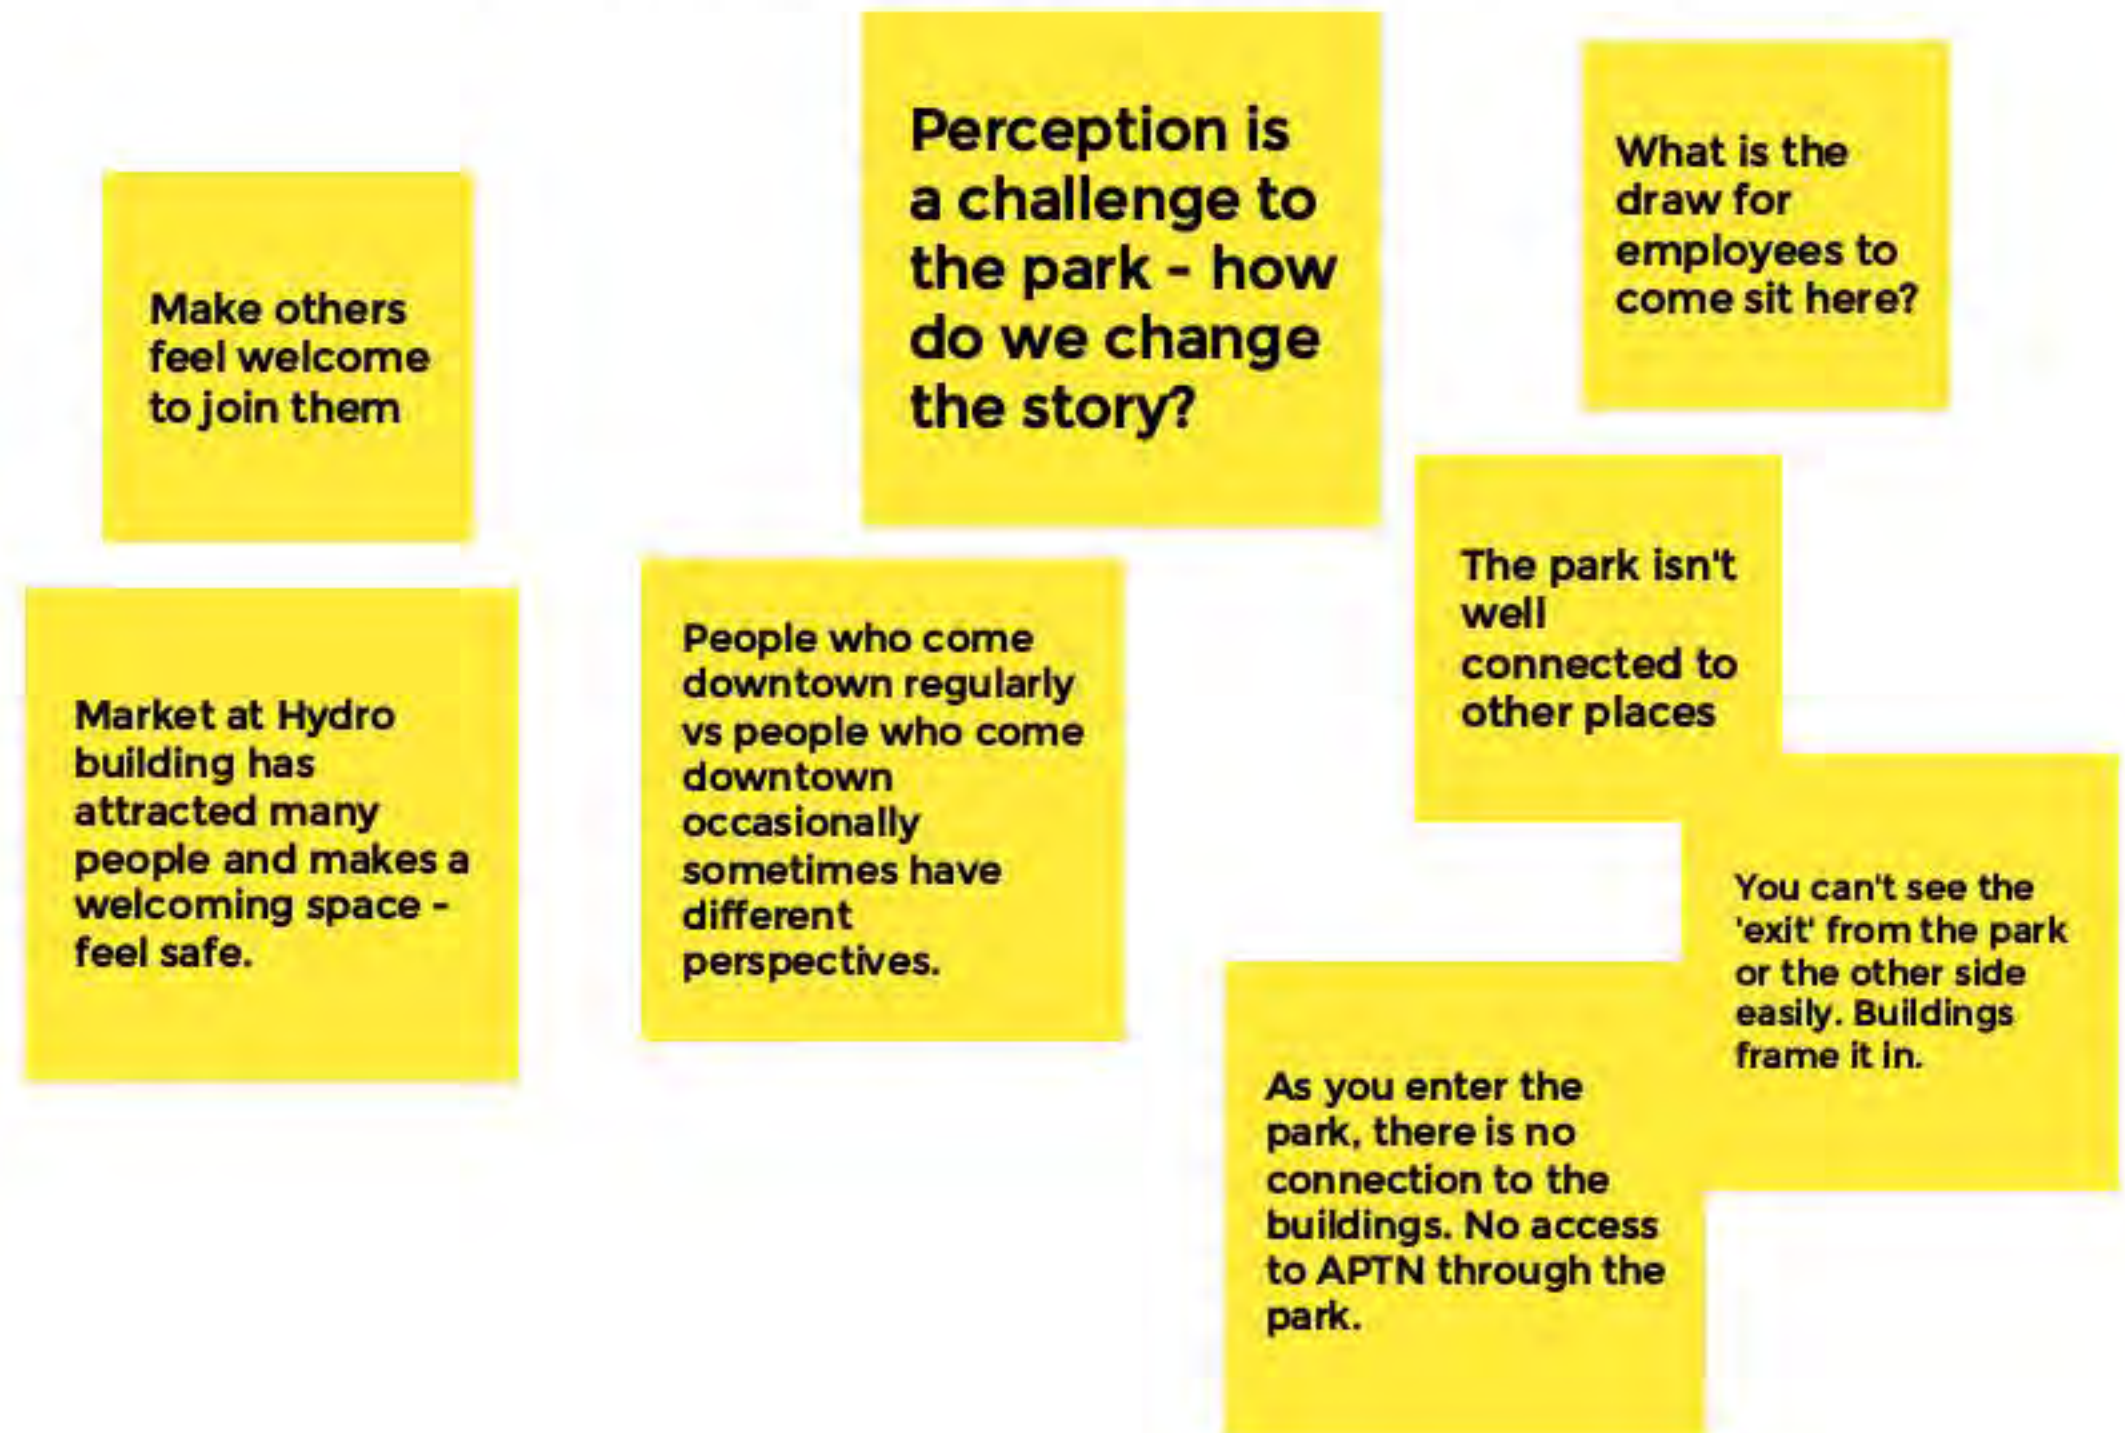 Make others
feel welcome
to join them
Market at Hydro
building has
attracted many
people and makes a
welcoming space -
feel safe.
Perception is
a challenge to
the park - how
do we change
the story?
People who come
downtown regularly
vs people who come
downtown
occasionally
sometimes have
different
perspectives.
What is the
draw for
employees to
come sit here?
The park isn't
well
connected to
other places
You can't see the
'exit' from the park
or the other side
easily. Buildings
frame it in.
As you enter the
park, there is no
connection to the
buildings. No access
to APTN through the
park.